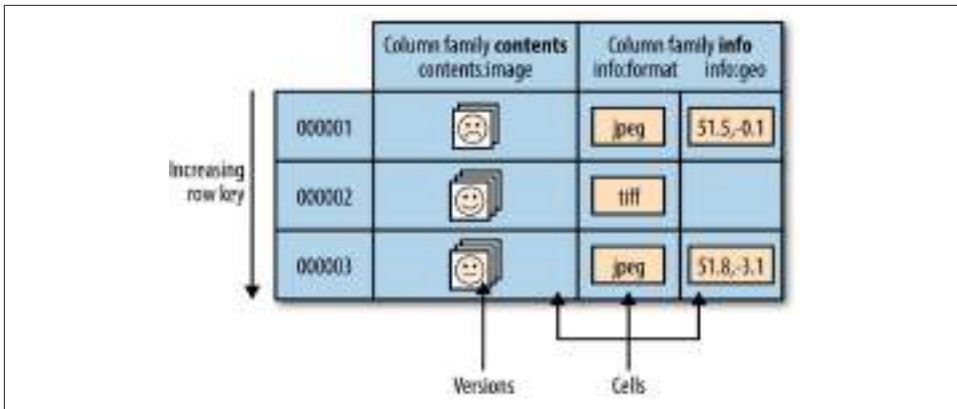 Column family contents
contents:image
Column family info
info:format info:geo
Increasing
row key
000001 jpeg 51.5,-0.1
000002 tiff
000003 jpeg 51.8,-3.1
Versions
Cells